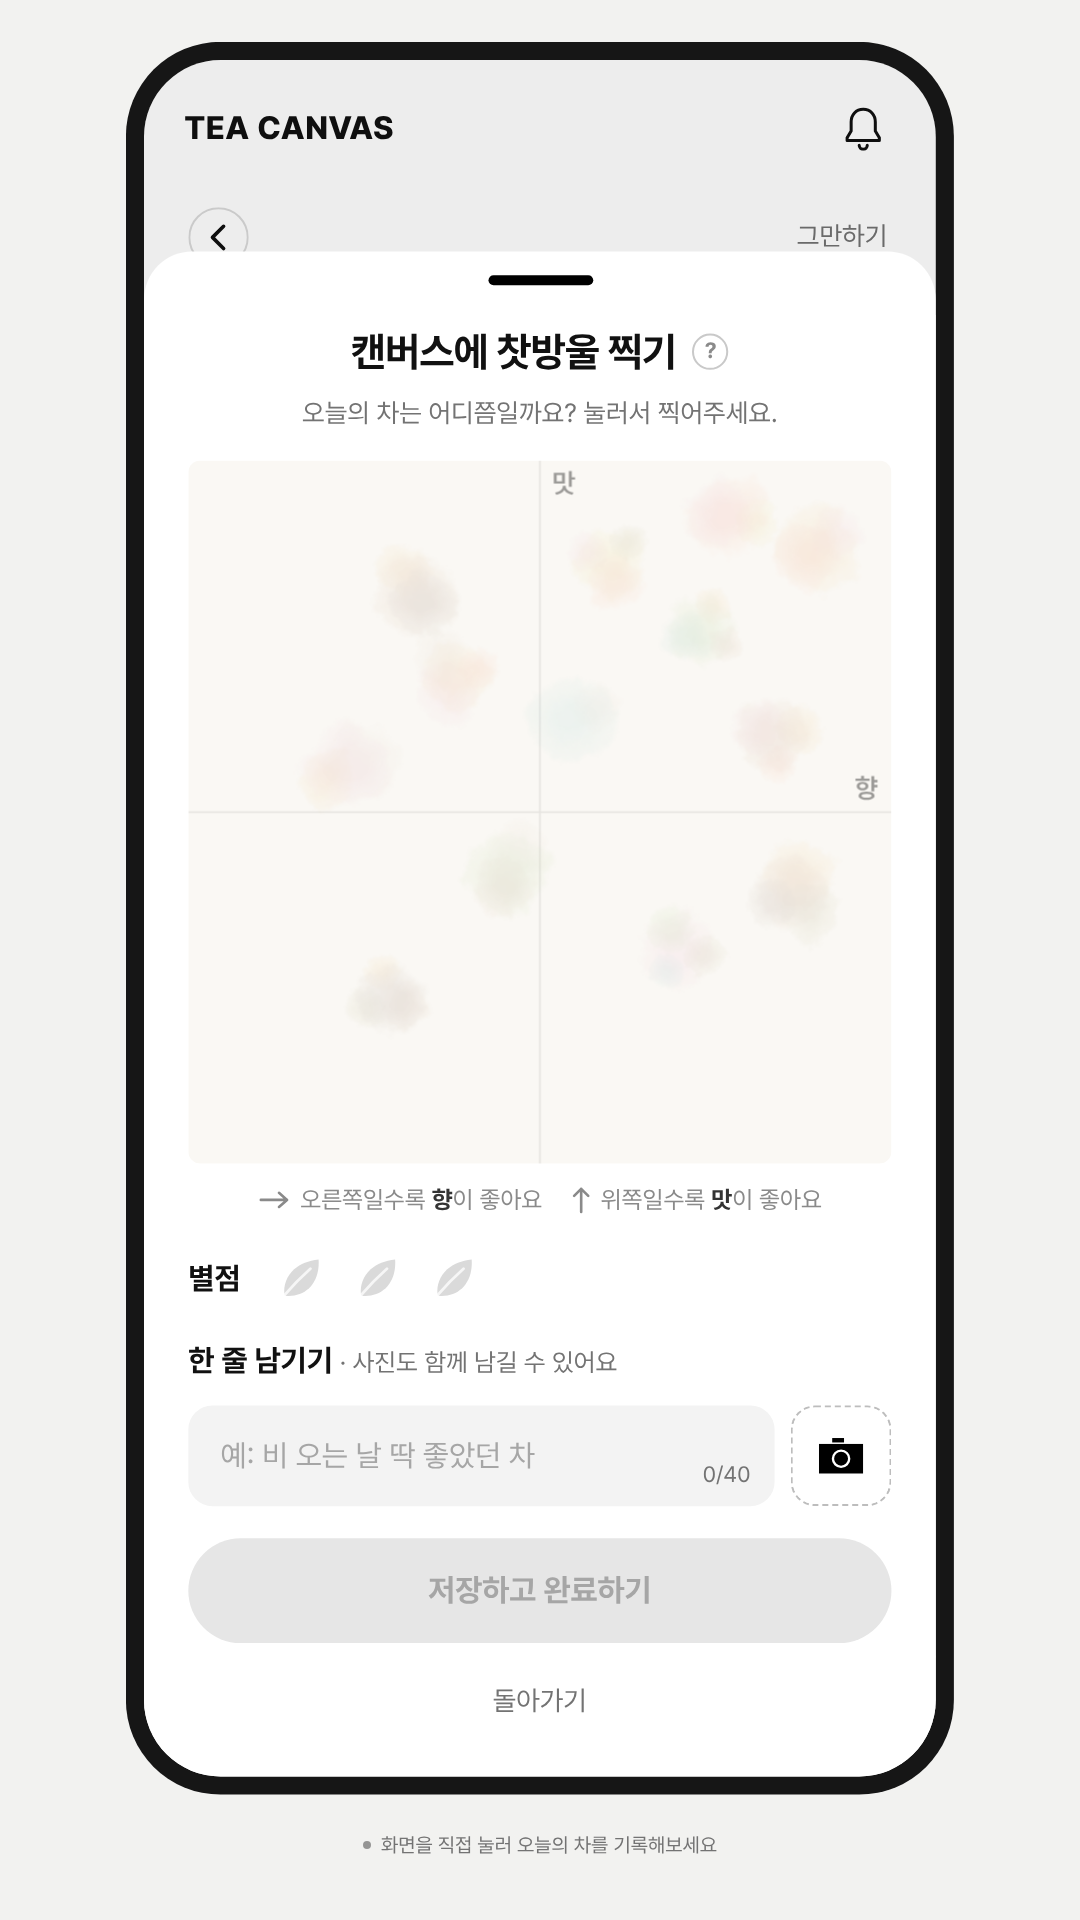 TEA CANVAS
그만하기
캔버스에 찻방울 찍기 ?
오늘의 차는 어디쯤일까요? 눌러서 찍어주세요.
맛
향
→ 오른쪽일수록 향이 좋아요 ↑ 위쪽일수록 맛이 좋아요
별점
한 줄 남기기 · 사진도 함께 남길 수 있어요
예: 비 오는 날 딱 좋았던 차
0/40
저장하고 완료하기
돌아가기
• 화면을 직접 눌러 오늘의 차를 기록해보세요